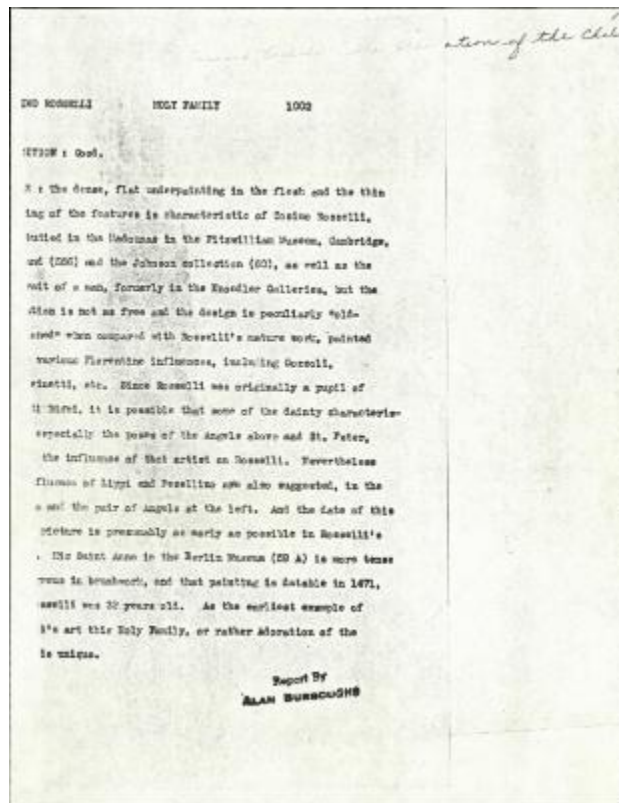 ation of the Chil
IMO ROSSELLI HOLY FAMILY 1002
ITION : Good.
: The dense, flat underpainting in the flesh and the thin
ing of the features is characteristic of Cosimo Rosselli,
in the Madonnas in the Fitzwilliam Museum, Cambridge,
and (556) and the Johnson collection (60), as well as the
rait of a man, formerly in the Knoedler Galleries, but the
tion is not as free and the design is peculiarly "old-
oned" when compared with Rosselli's mature work, painted
various Florentine influences, including Gozzoli,
etc. Since Rosselli was originally a pupil of
Bicci, it is possible that some of the dainty characteris-
especially the poses of the Angels above and St. Peter,
the influence of that artist on Rosselli. Nevertheless
fluences of Lippi and Pesellino are also suggested, in the
and the pair of Angels at the left. And the date of this
picture is presumably as early as possible in Rosselli's
. His Saint Anne in the Berlin Museum (59 A) is more tense
in brushwork, and that painting is datable in 1471,
sselli was 32 years old. As the earliest example of
i's art this Holy Family, or rather Adoration of the
is unique.
Report By
ALAN BURROUGHS